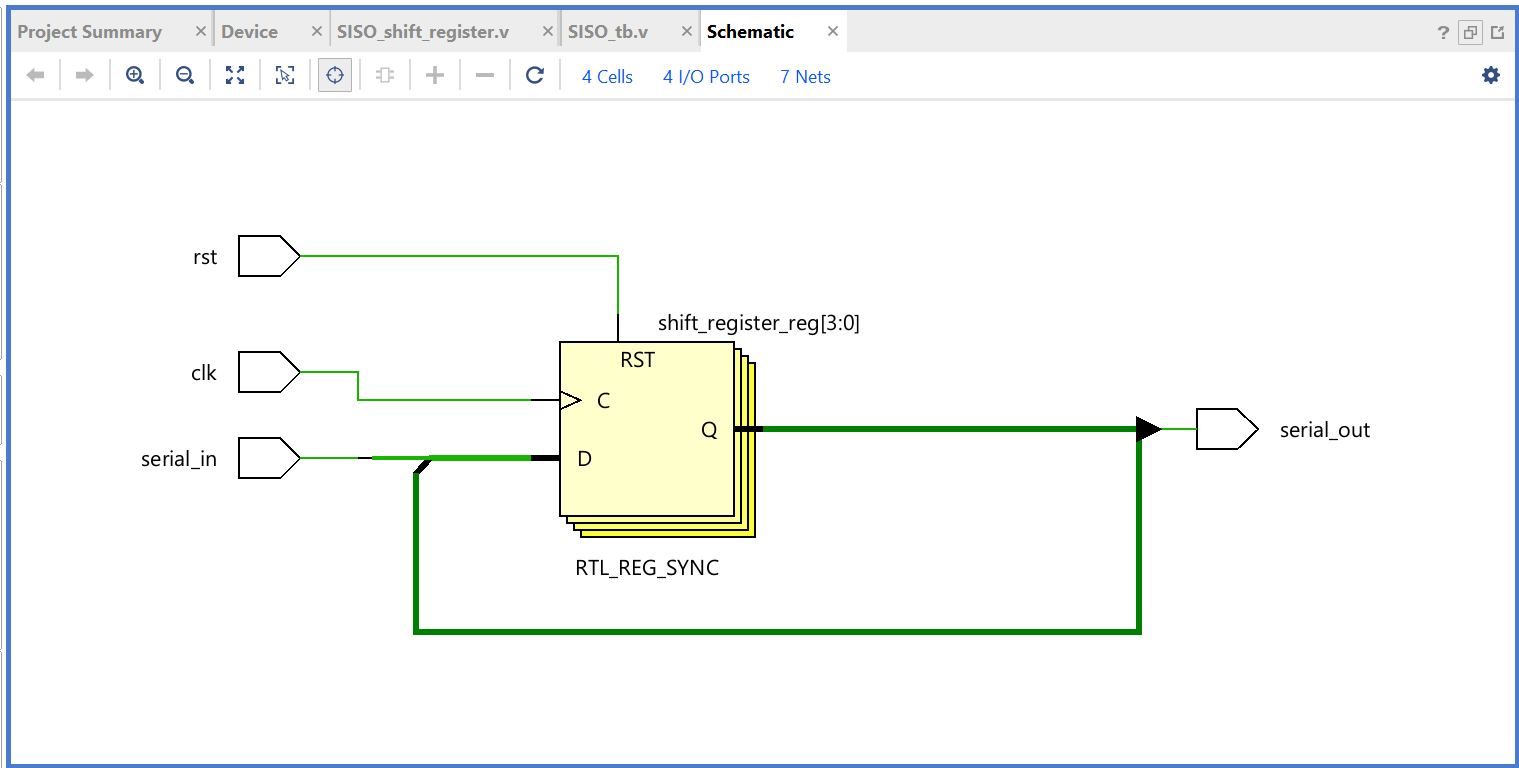 Project Summary Device SISO_shift_register.v SISO_tb.v Schematic ?
4 Cells 4 I/O Ports 7 Nets
rst
shift_register_reg[3:0]
RST
clk
C
Q
serial_out
serial_in
D
RTL_REG_SYNC